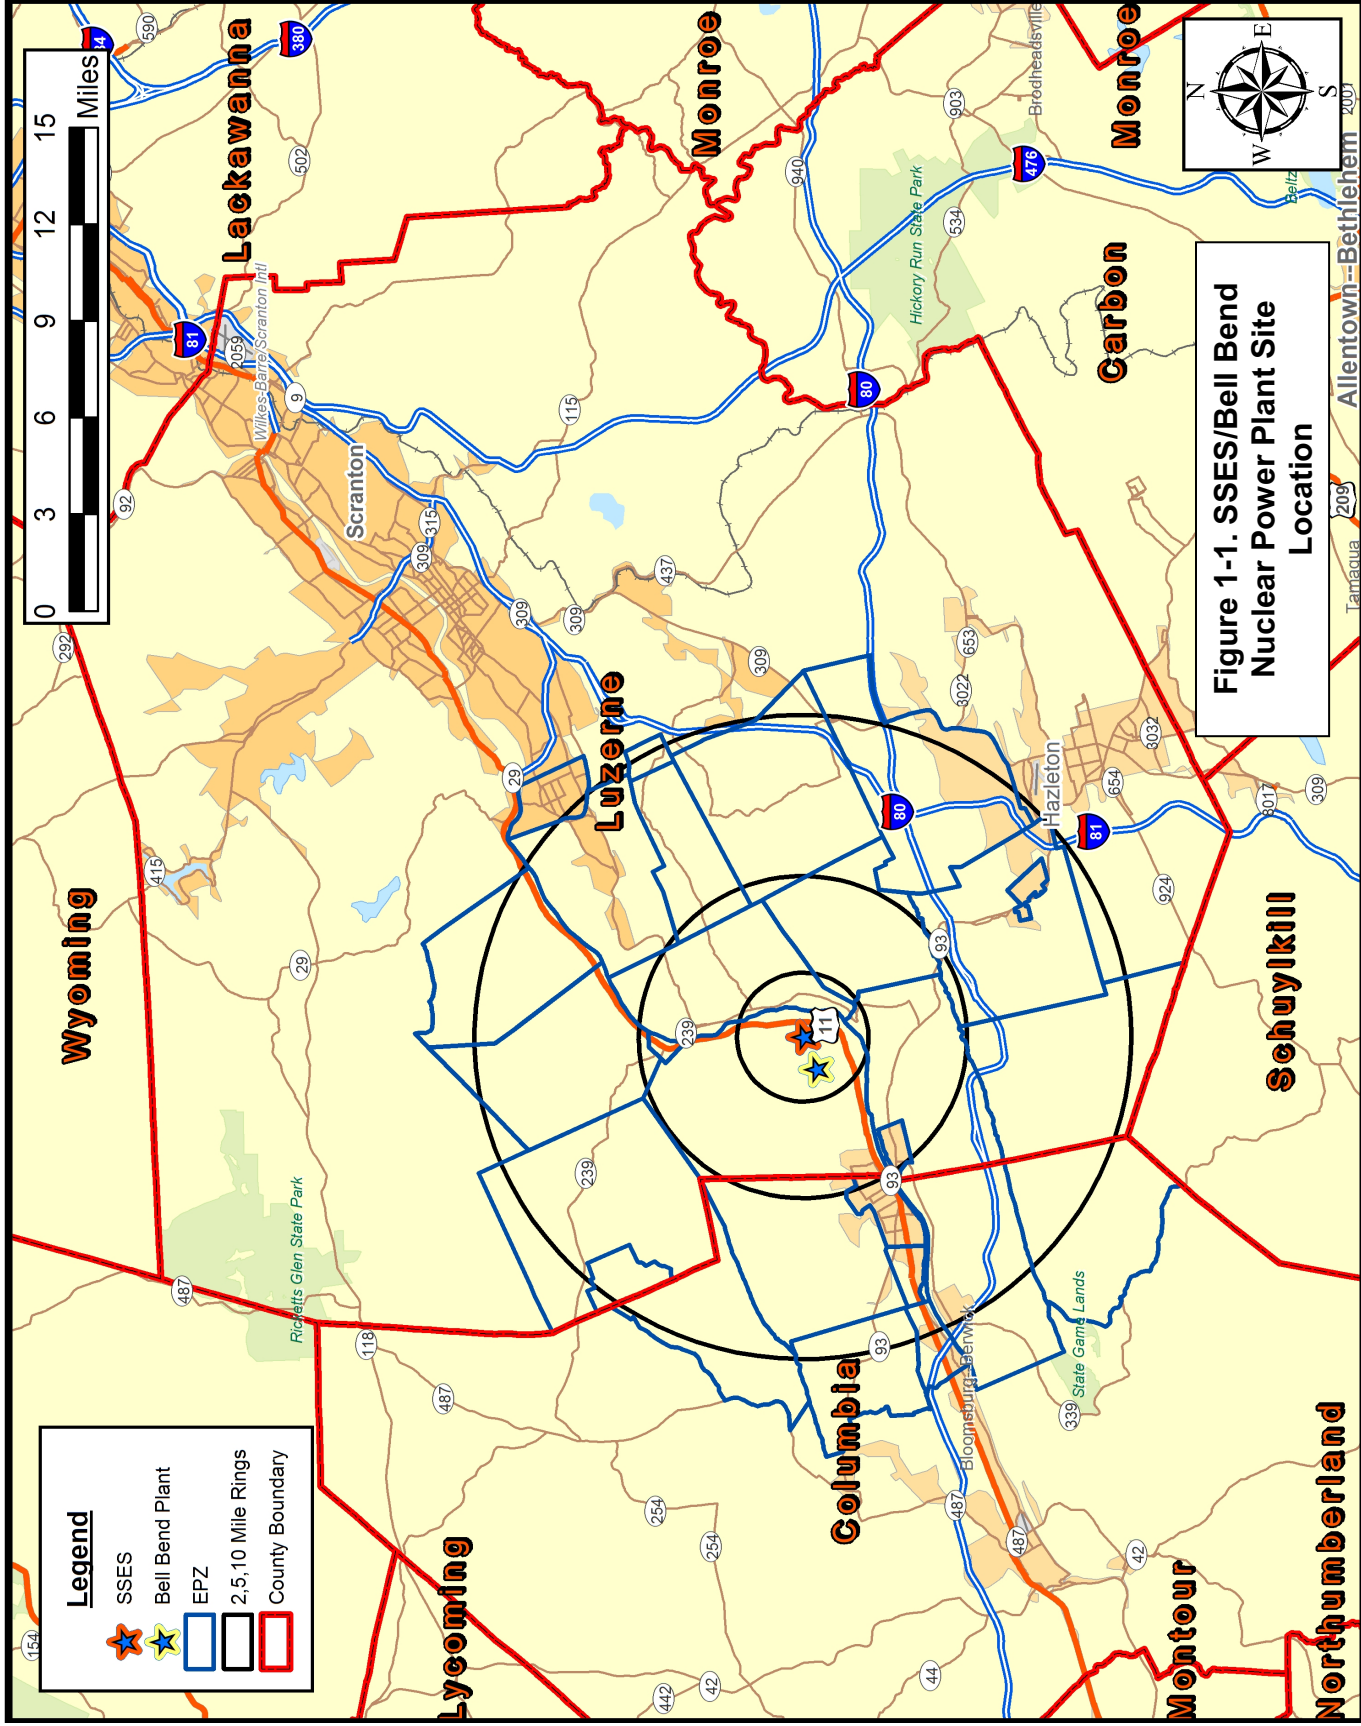 Legend
SSES
Bell Bend Plant
EPZ
2,5,10 Mile Rings
County Boundary
0
3
6
9
12
15
Miles
Figure 1-1. SSES/Bell Bend
Nuclear Power Plant Site
Location
N
E
S
W
Wyoming
Lackawanna
Monroe
Monroe
Carbon
Luzerne
Columbia
Schuylkill
Lycoming
Montour
Northumberland
Scranton
Wilkes-Barre/Scranton Intl
Hazleton
Bloomsburg--Berwick
Allentown--Bethlehem
Brodheadsville
Tamaqua
Ricketts Glen State Park
Hickory Run State Park
State Game Lands
Beltz
154
487
118
487
254
254
442
42
44
42
487
487
339
93
93
93
239
239
11
29
29
415
292
92
309
315
309
309
309
437
115
9
2059
81
84
590
380
502
940
903
534
476
80
80
81
653
3022
3032
654
924
3017
309
209
2001